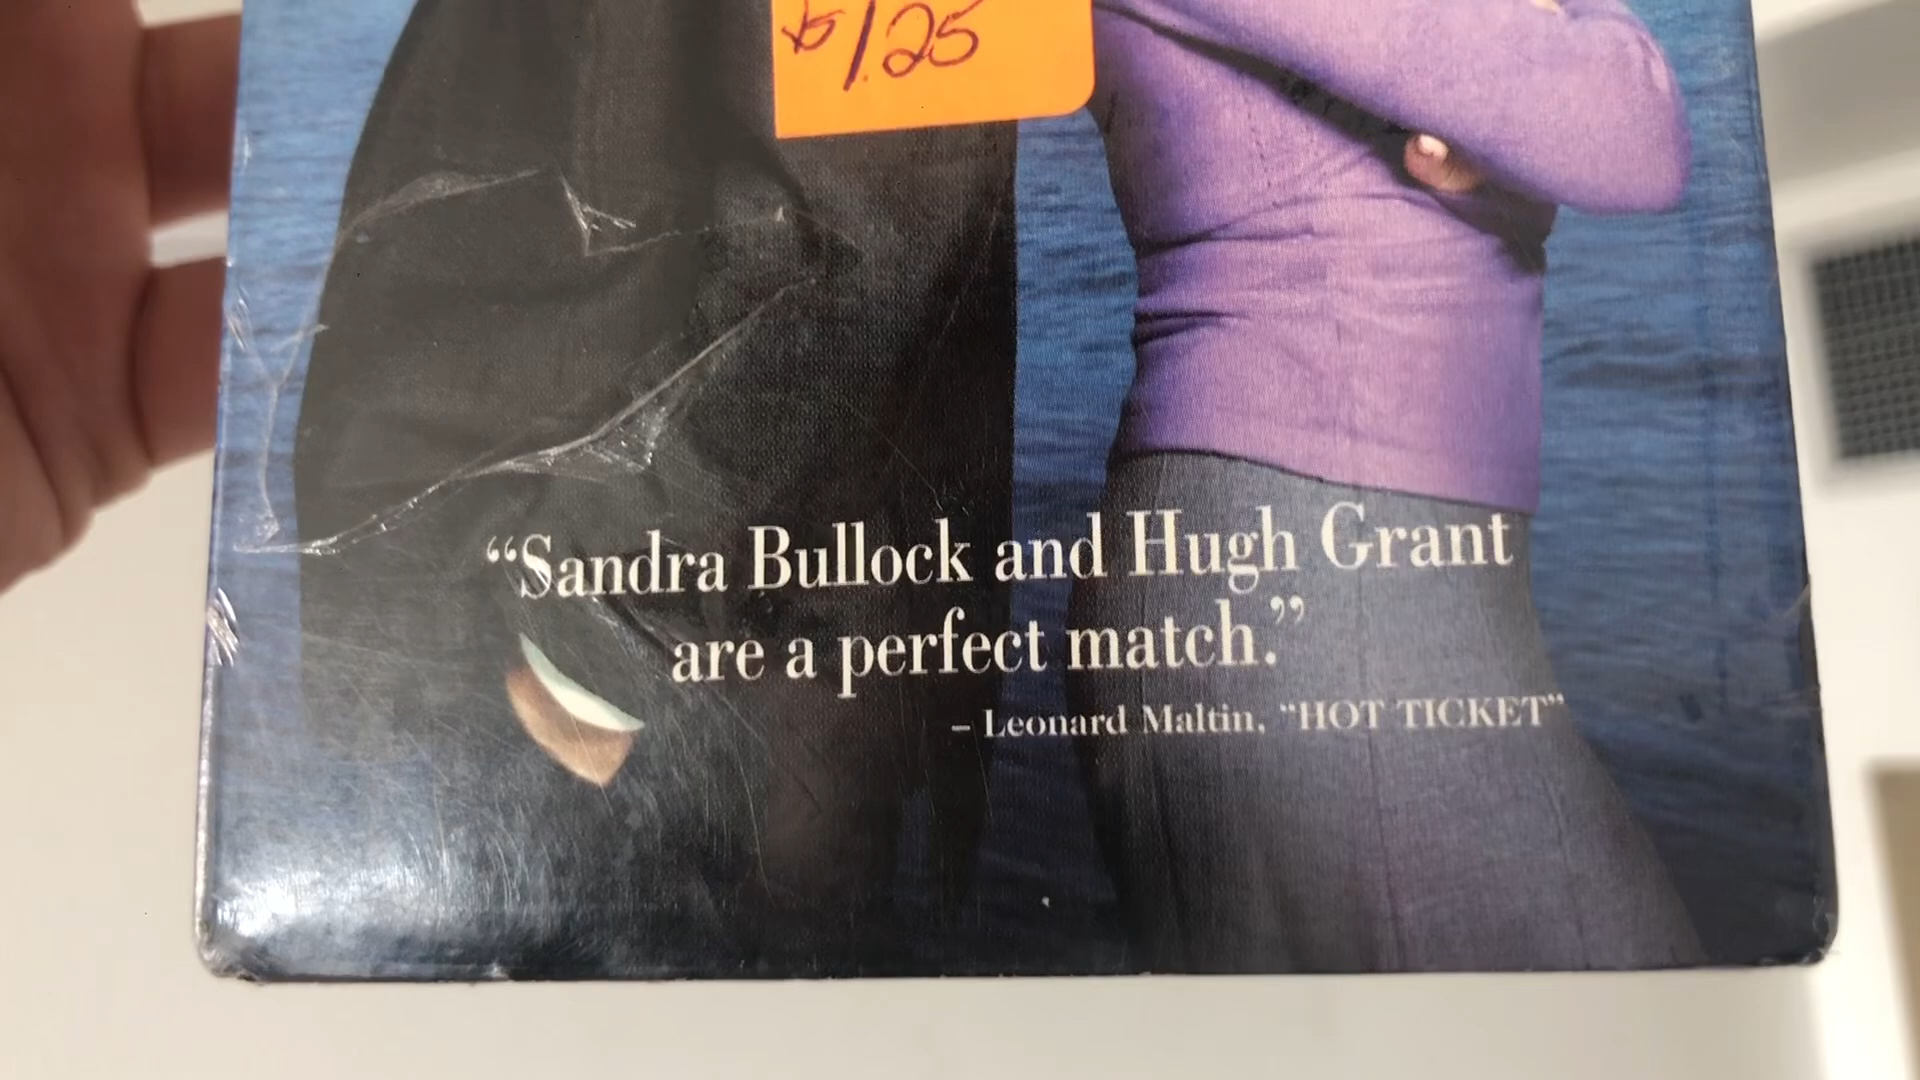 $1.25
“Sandra Bullock and Hugh Grant
are a perfect match.”
– Leonard Maltin, “HOT TICKET”